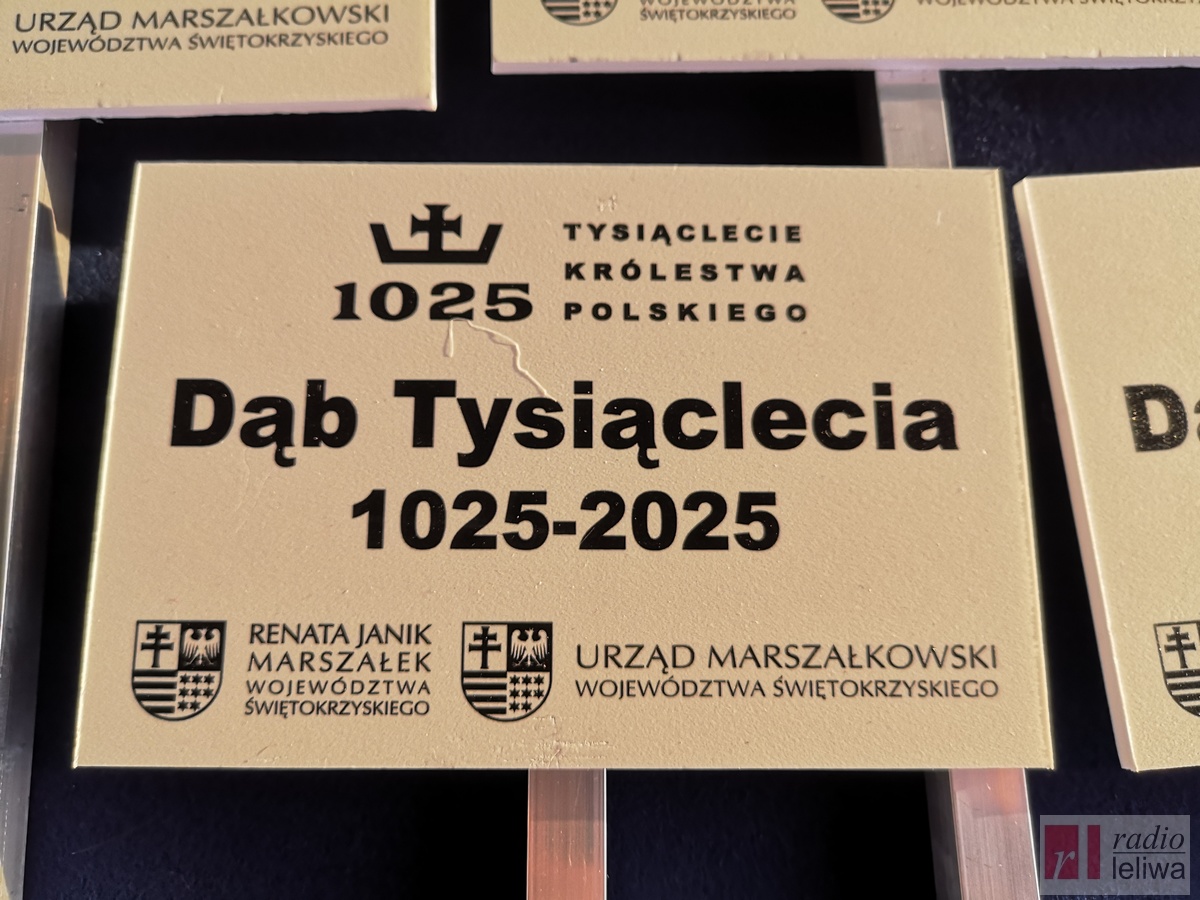 URZĄD MARSZAŁKOWSKI
WOJEWÓDZTWA ŚWIĘTOKRZYSKIEGO
ŚWIĘTOKRZYSKIEGO
TYSIĄCLECIE
KRÓLESTWA
POLSKIEGO
1025
Dąb Tysiąclecia
1025-2025
RENATA JANIK
MARSZAŁEK
WOJEWÓDZTWA
ŚWIĘTOKRZYSKIEGO
URZĄD MARSZAŁKOWSKI
WOJEWÓDZTWA ŚWIĘTOKRZYSKIEGO
radio
leliwa